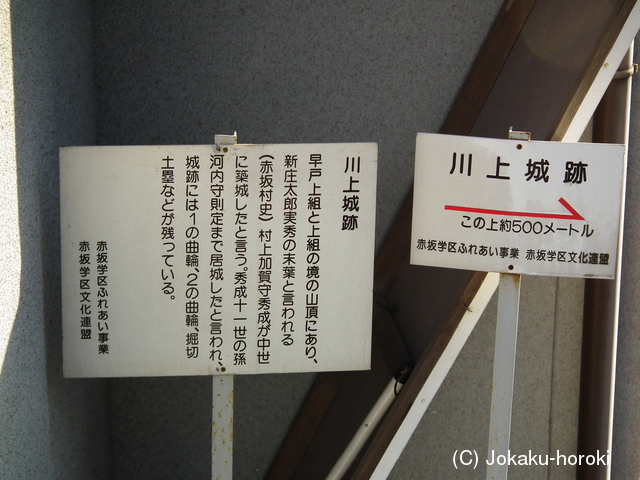 川上城跡
早戸上組と上組の境の山頂にあり、
新庄太郎実秀の末葉と言われる
(赤坂村史)村上加賀守秀成が中世
に築城したと言う。秀成十一世の孫
河内守則定まで居城したと言われ、
城跡には1の曲輪、2の曲輪、掘切
土塁などが残っている。
赤坂学区ふれあい事業
赤坂学区文化連盟
川上城跡
この上約500メートル
赤坂学区ふれあい事業 赤坂学区文化連盟
(C) Jokaku-horoki